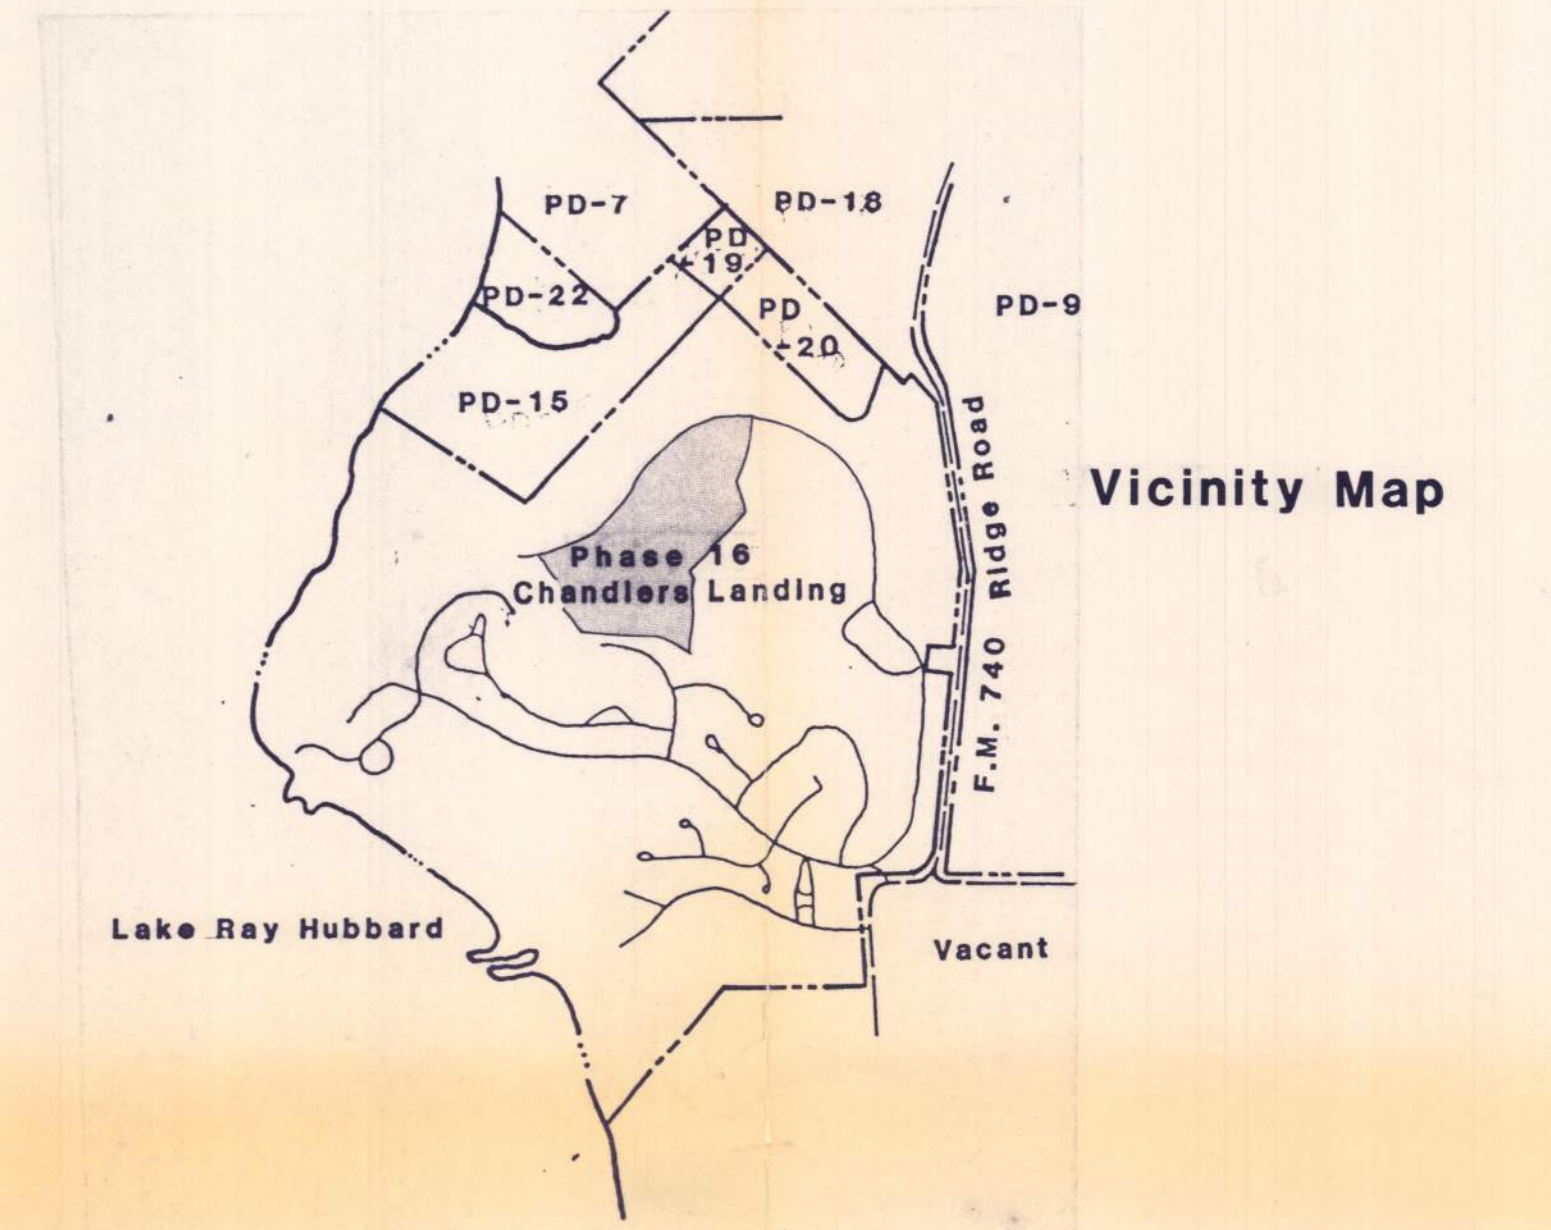 PD-7
PD-18
PD
-19
PD-22
PD
-20
PD-9
PD-15
Vicinity Map
Phase 16
Chandlers Landing
F.M. 740 Ridge Road
Lake Ray Hubbard
Vacant